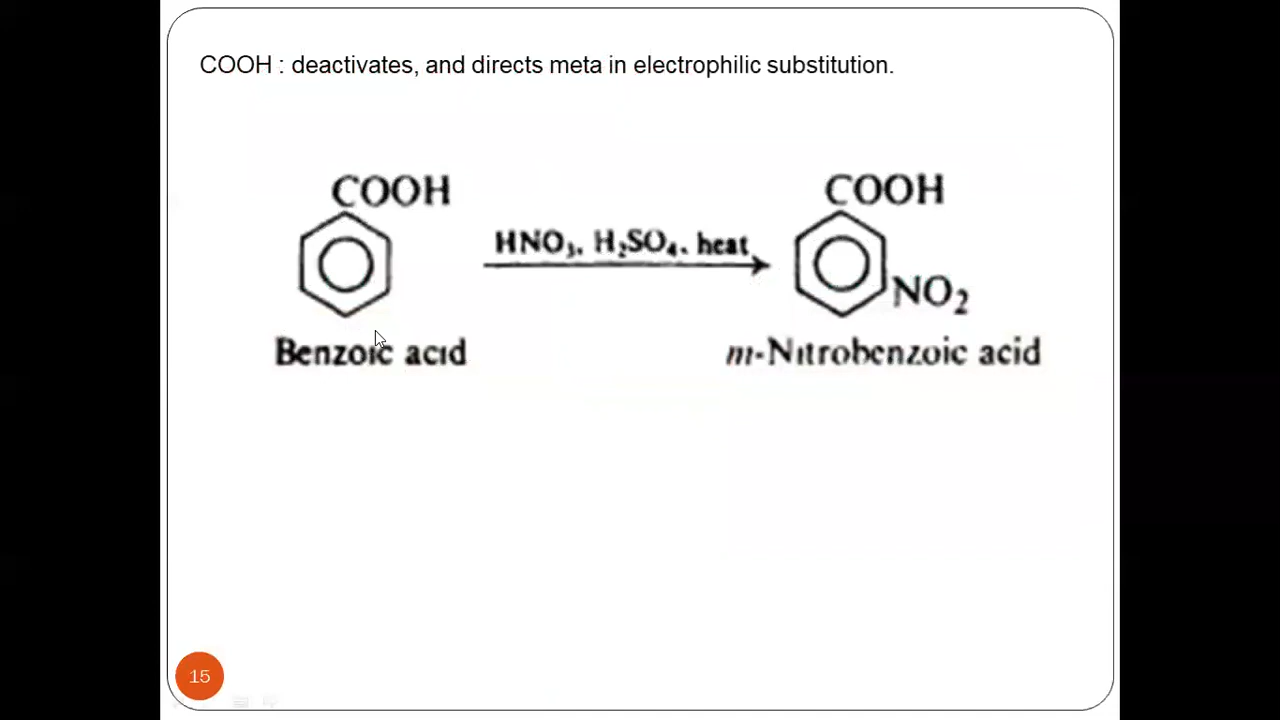 COOH : deactivates, and directs meta in electrophilic substitution.
COOH
HNO₃, H₂SO₄, heat
COOH
NO₂
Benzoic acid
m-Nitrobenzoic acid
15